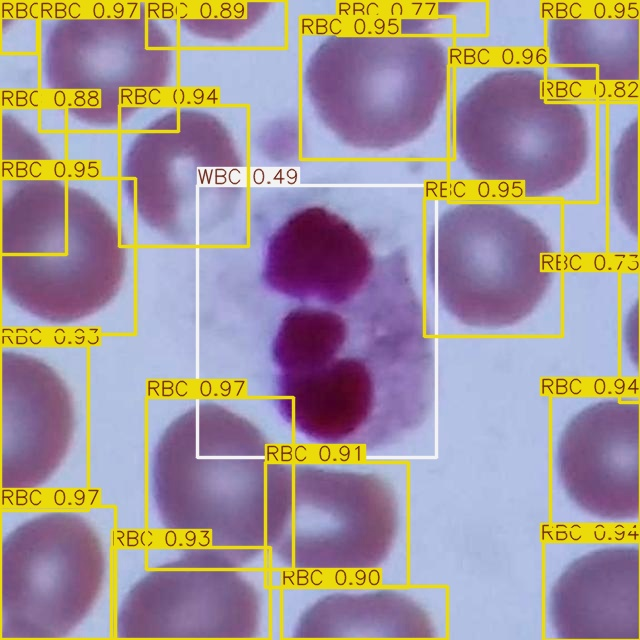 RBC
RBC 0.97
RBC 0.89
RBC 0.77
RBC 0.95
RBC 0.95
RBC 0.96
RBC 0.82
RBC 0.88
RBC 0.94
RBC 0.95
WBC 0.49
RBC 0.95
RBC 0.73
RBC 0.93
RBC 0.97
RBC 0.94
RBC 0.91
RBC 0.97
RBC 0.93
RBC 0.94
RBC 0.90